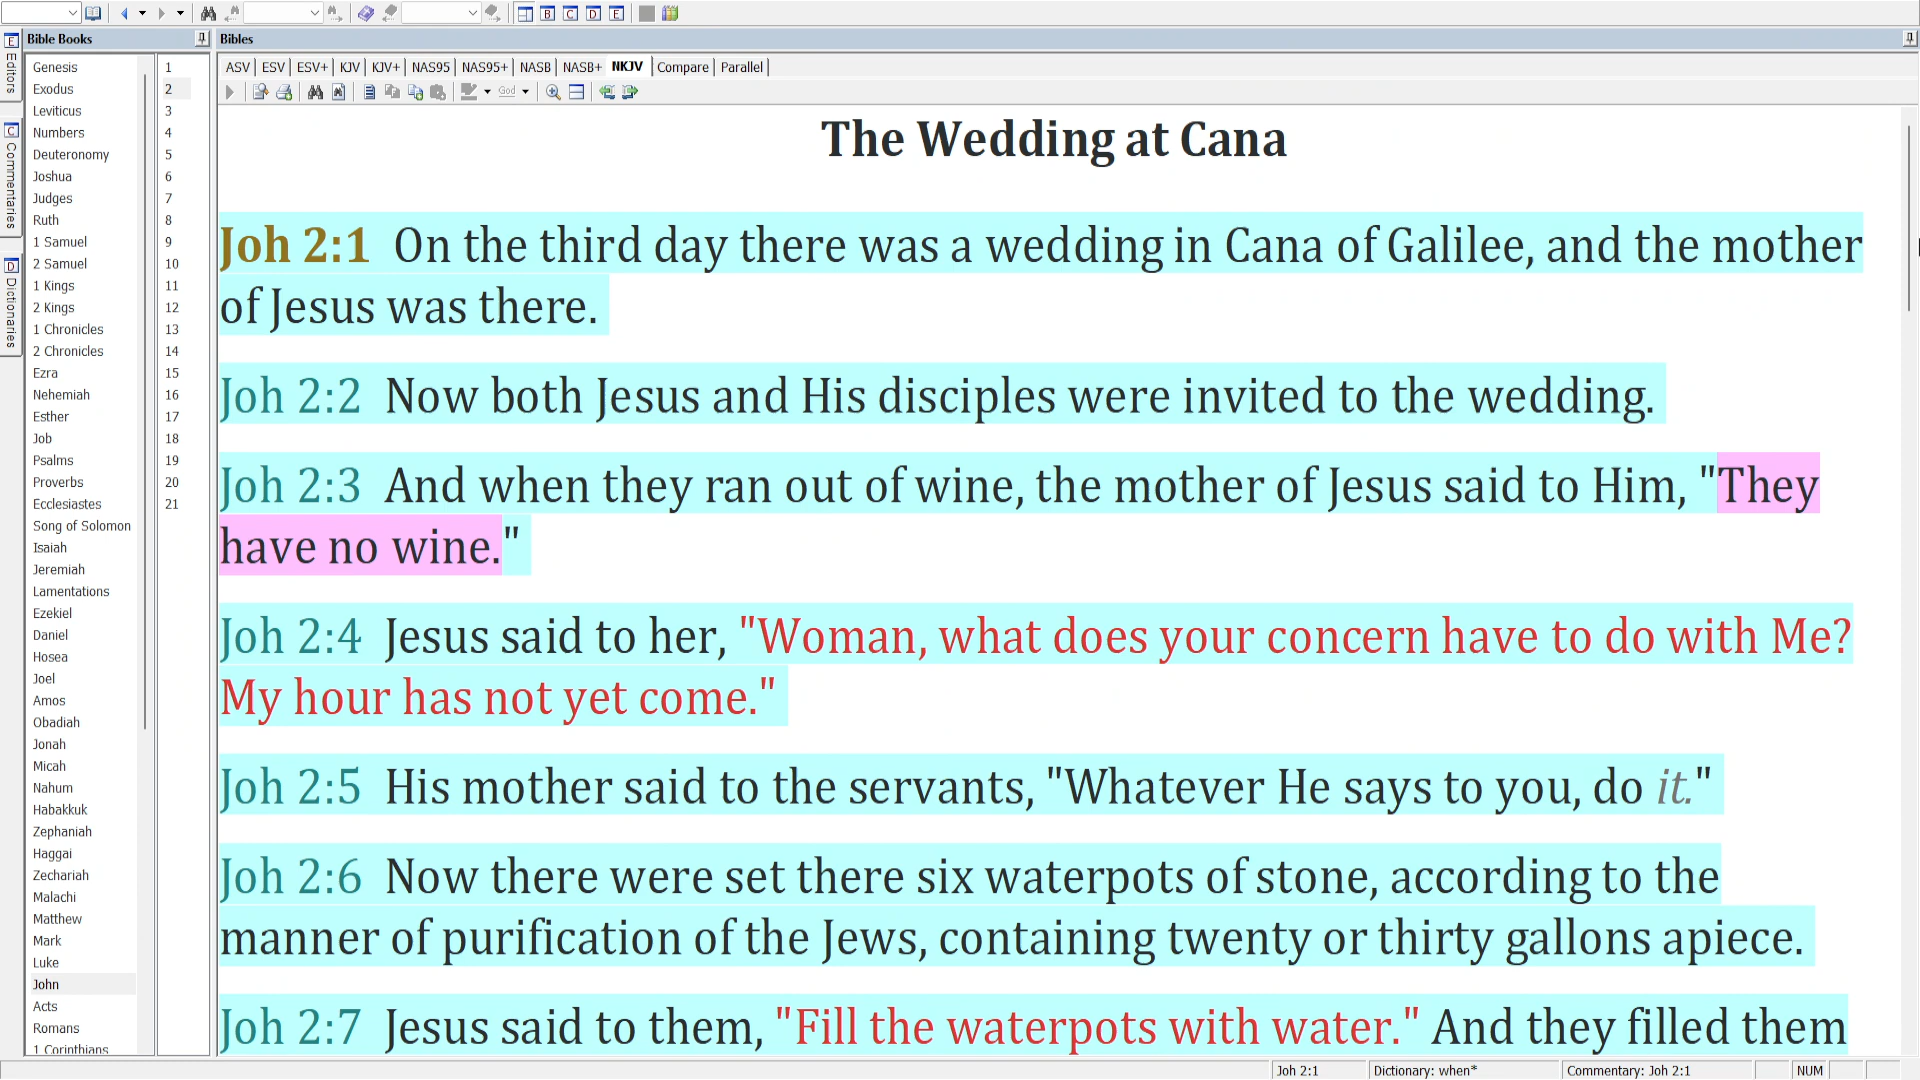 Bible Books
Bibles
Editors
Commentaries
Dictionaries
Genesis
Exodus
Leviticus
Numbers
Deuteronomy
Joshua
Judges
Ruth
1 Samuel
2 Samuel
1 Kings
2 Kings
1 Chronicles
2 Chronicles
Ezra
Nehemiah
Esther
Job
Psalms
Proverbs
Ecclesiastes
Song of Solomon
Isaiah
Jeremiah
Lamentations
Ezekiel
Daniel
Hosea
Joel
Amos
Obadiah
Jonah
Micah
Nahum
Habakkuk
Zephaniah
Haggai
Zechariah
Malachi
Matthew
Mark
Luke
John
Acts
Romans
1 Corinthians
1
2
3
4
5
6
7
8
9
10
11
12
13
14
15
16
17
18
19
20
21
ASV ESV ESV+ KJV KJV+ NAS95 NAS95+ NASB NASB+ NKJV Compare Parallel
God
The Wedding at Cana
Joh 2:1 On the third day there was a wedding in Cana of Galilee, and the mother
of Jesus was there.
Joh 2:2 Now both Jesus and His disciples were invited to the wedding.
Joh 2:3 And when they ran out of wine, the mother of Jesus said to Him, "They
have no wine."
Joh 2:4 Jesus said to her, "Woman, what does your concern have to do with Me?
My hour has not yet come."
Joh 2:5 His mother said to the servants, "Whatever He says to you, do it."
Joh 2:6 Now there were set there six waterpots of stone, according to the
manner of purification of the Jews, containing twenty or thirty gallons apiece.
Joh 2:7 Jesus said to them, "Fill the waterpots with water." And they filled them
Joh 2:1 Dictionary: when* Commentary: Joh 2:1 NUM